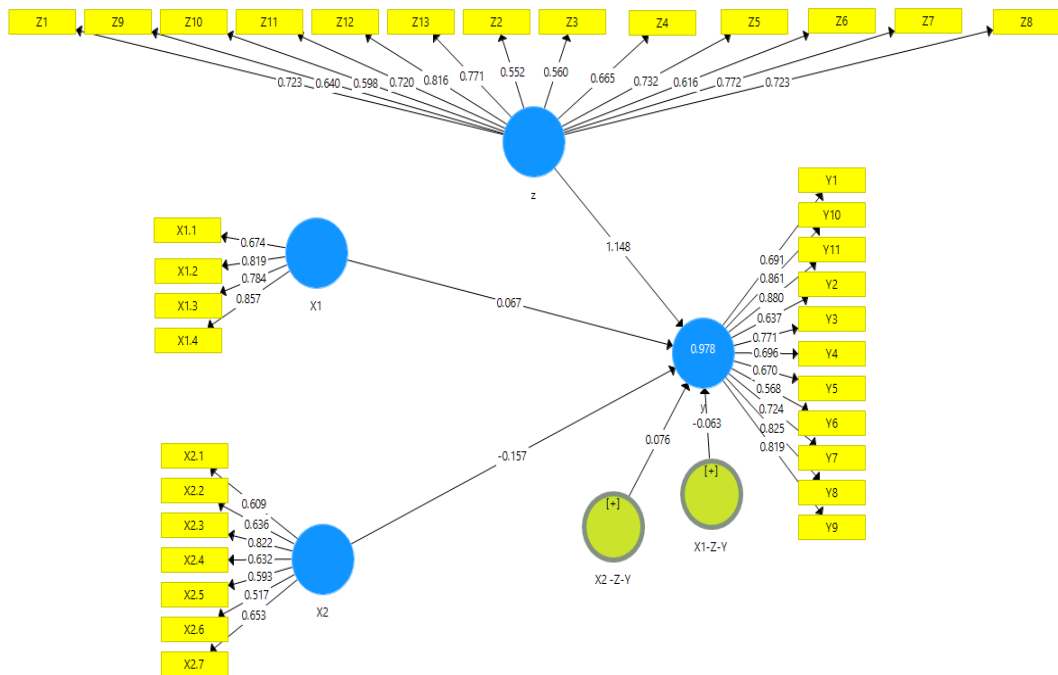 Z1 Z9 Z10 Z11 Z12 Z13 Z2 Z3 Z4 Z5 Z6 Z7 Z8
0.723 0.640 0.598 0.720 0.816 0.771 0.552 0.560 0.665 0.732 0.616 0.772 0.723
z
1.148
X1.1
X1.2
X1.3
X1.4
0.674
0.819
0.784
0.857
X1
0.067
X2.1
X2.2
X2.3
X2.4
X2.5
X2.6
X2.7
0.609
0.636
0.822
0.632
0.593
0.517
0.653
X2
-0.157
0.978
y
0.076
-0.063
[+]
X2 -Z-Y
[+]
X1-Z-Y
0.691
0.861
0.880
0.637
0.771
0.696
0.670
0.568
0.724
0.825
0.819
Y1
Y10
Y11
Y2
Y3
Y4
Y5
Y6
Y7
Y8
Y9